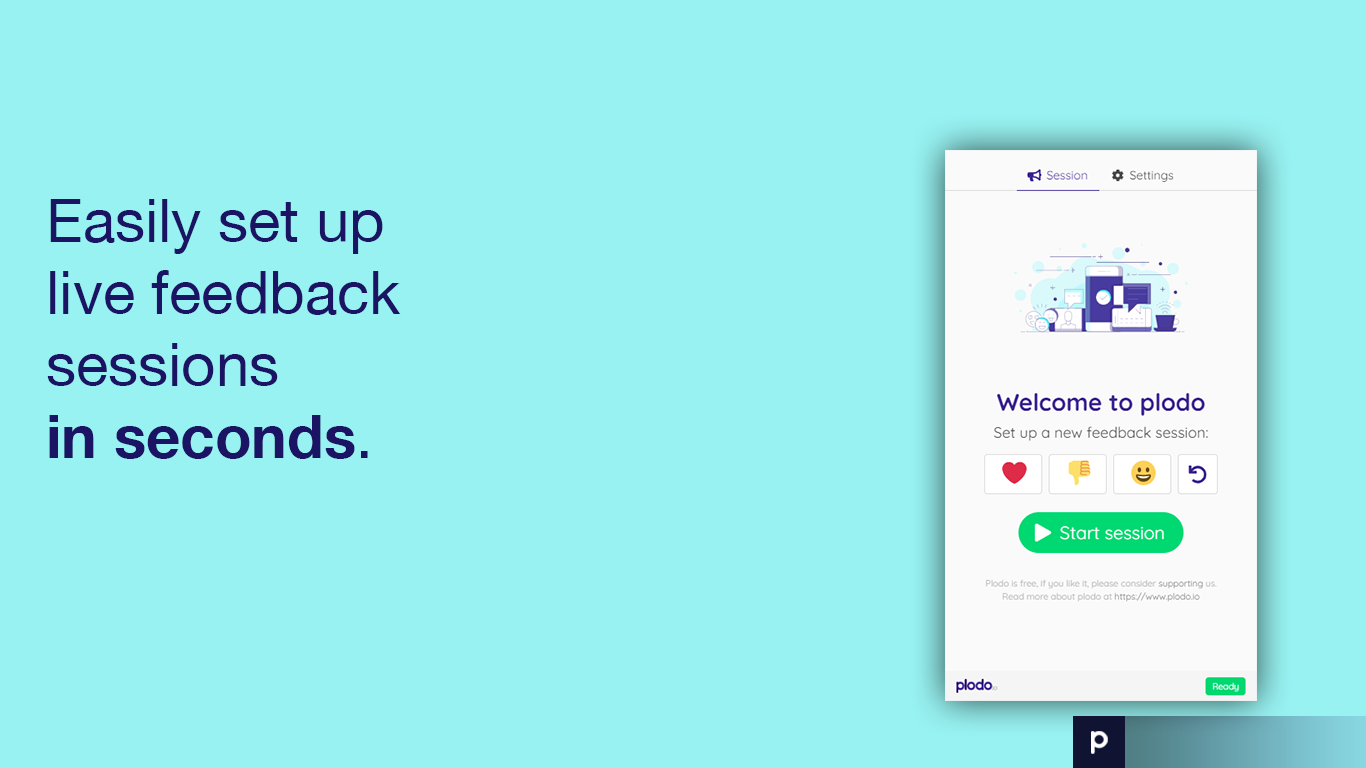 Easily set up
live feedback
sessions
in seconds.
Session
Settings
Welcome to plodo
Set up a new feedback session:
Start session
Plodo is free, if you like it, please consider supporting us.
Read more about plodo at https://www.plodo.io
plodo.io
Ready
p